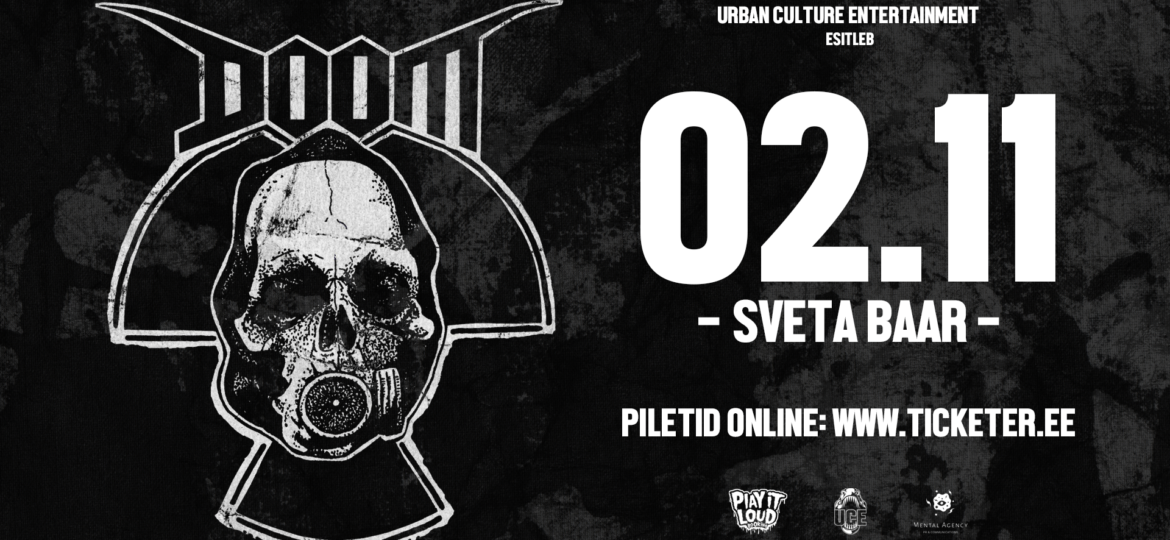 DOOM
URBAN CULTURE ENTERTAINMENT
ESITLEB
02.11
- SVETA BAAR -
PILETID ONLINE: WWW.TICKETER.EE
PLAY IT
LOUD
UCE
MENTAL AGENCY